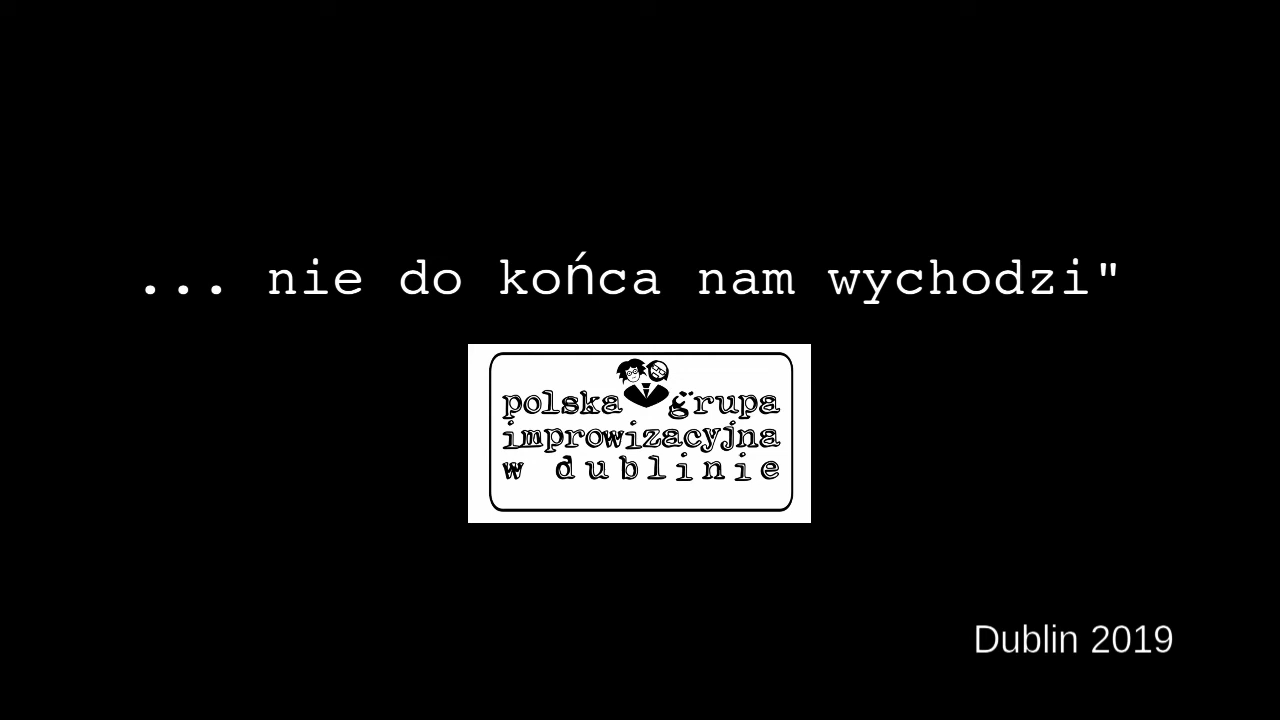 ... nie do końca nam wychodzi"
polska grupa
improwizacyjna
w dublinie
Dublin 2019